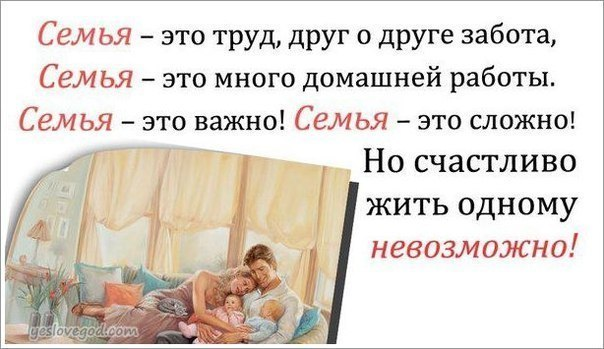 Семья – это труд, друг о друге забота,
Семья – это много домашней работы.
Семья – это важно! Семья – это сложно!
Но счастливо
жить одному
невозможно!
yeslovegod.com